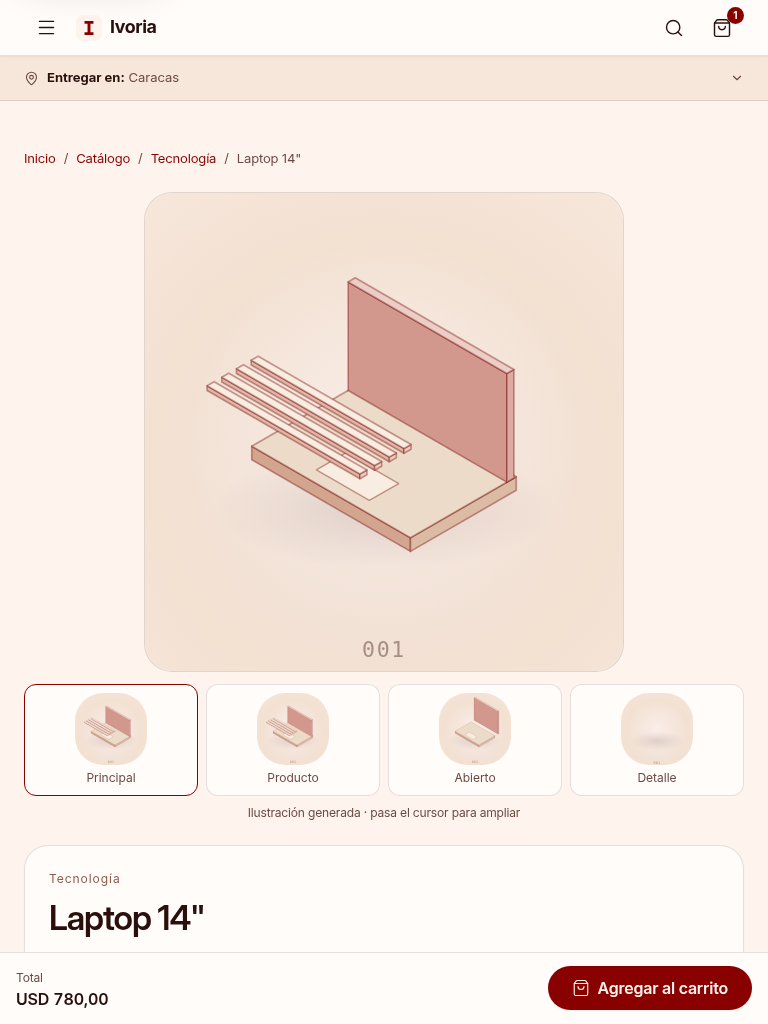 I Ivoria
1
Entregar en: Caracas
Inicio / Catálogo / Tecnología / Laptop 14"
001
Principal
Producto
Abierto
Detalle
Ilustración generada · pasa el cursor para ampliar
Tecnología
Laptop 14"
Total
USD 780,00
Agregar al carrito